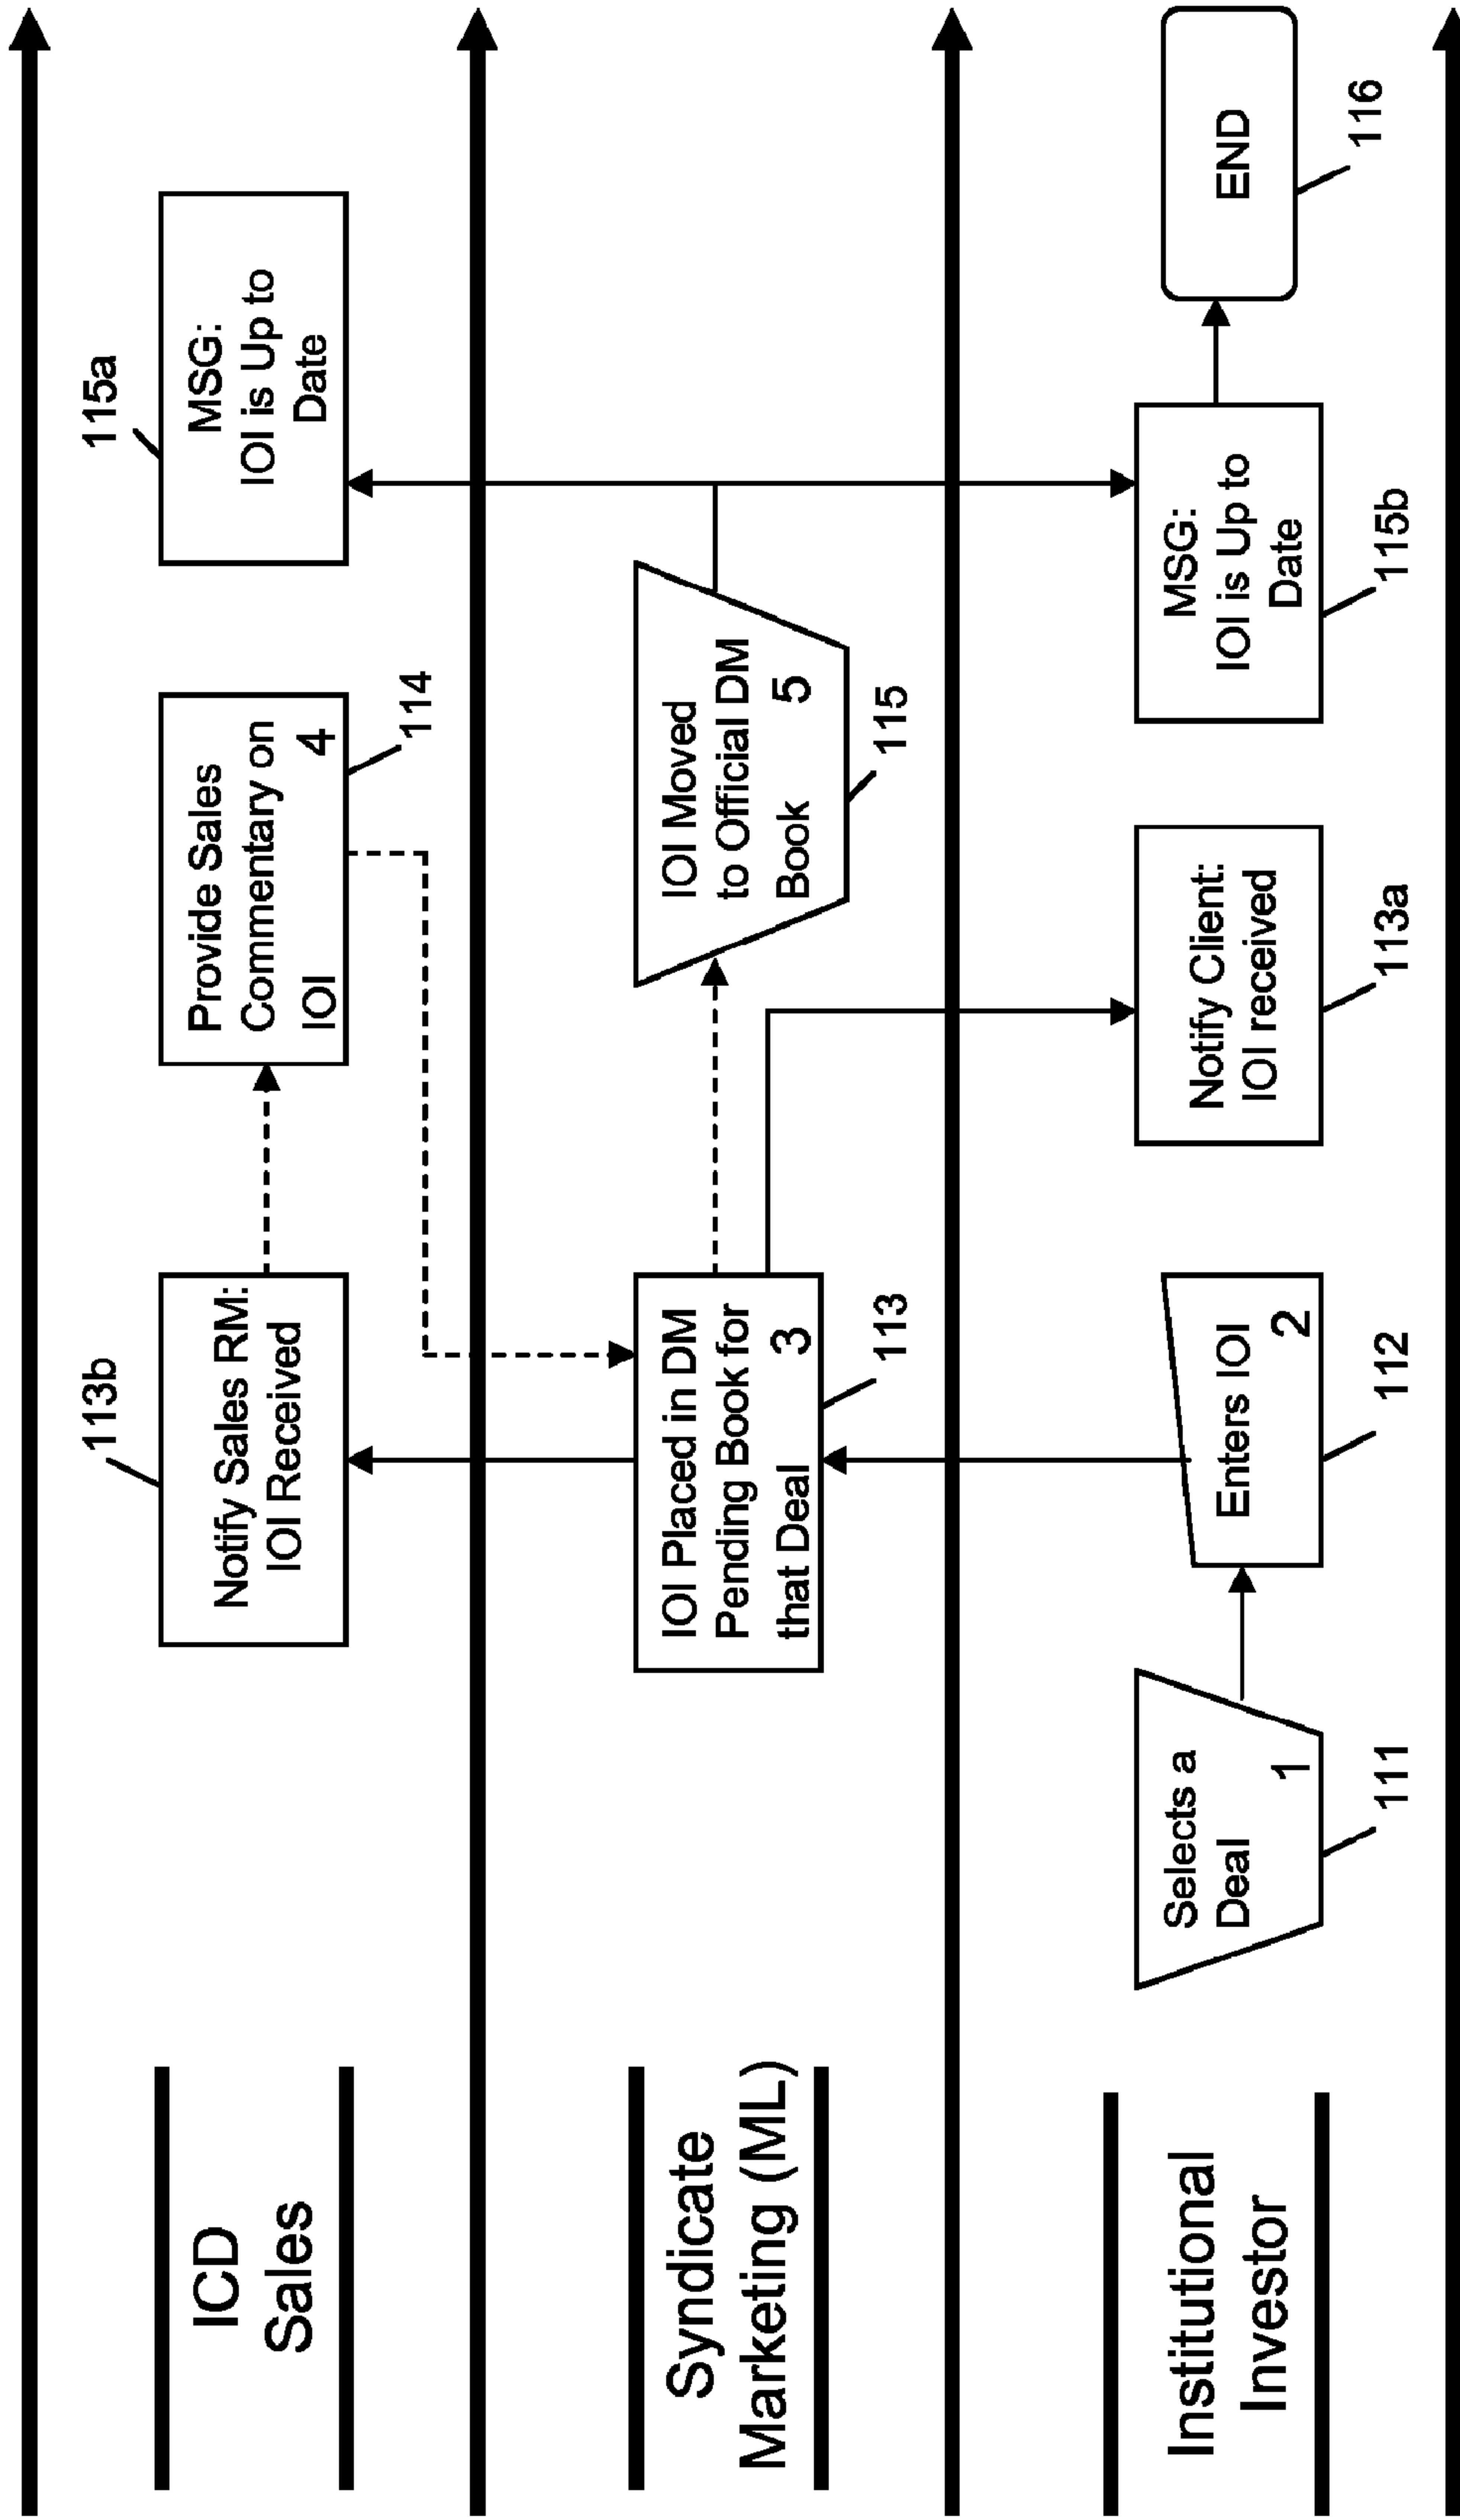 ICD
Sales
113b
Notify Sales RM:
IOI Received
Provide Sales
Commentary on
IOI 4
114
115a
MSG:
IOI is Up to
Date
Syndicate
Marketing (ML)
IOI Placed in DM
Pending Book for
that Deal 3
113
IOI Moved
to Official DM
Book 5
115
Institutional
Investor
Selects a
Deal
1
111
Enters IOI
2
112
Notify Client:
IOI received
113a
MSG:
IOI is Up to
Date
115b
END
116